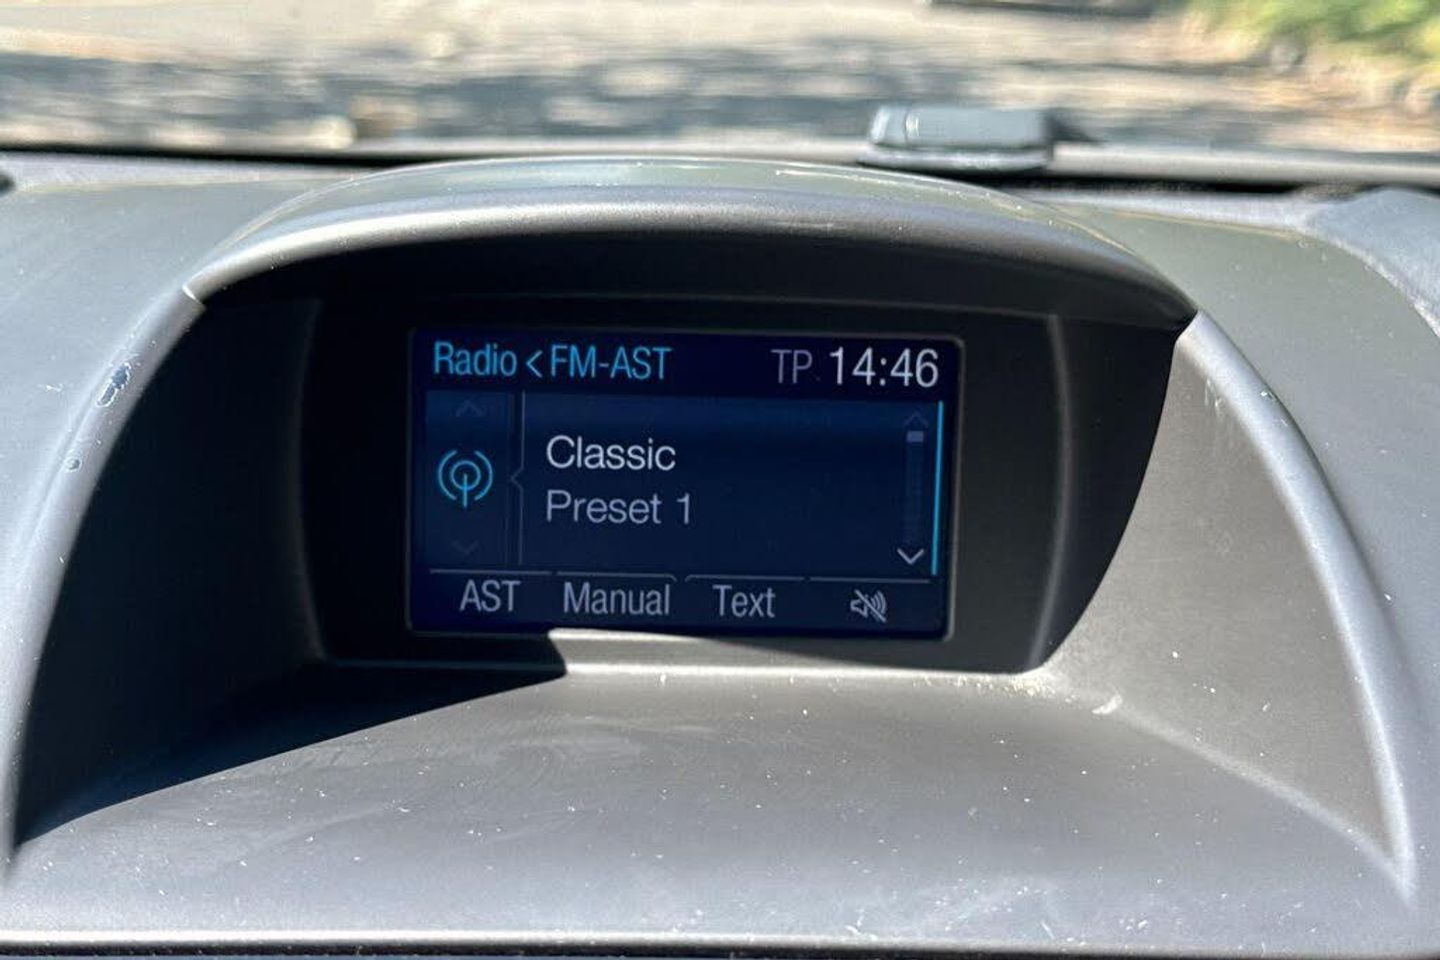 Radio < FM-AST TP 14:46
Classic
Preset 1
AST Manual Text